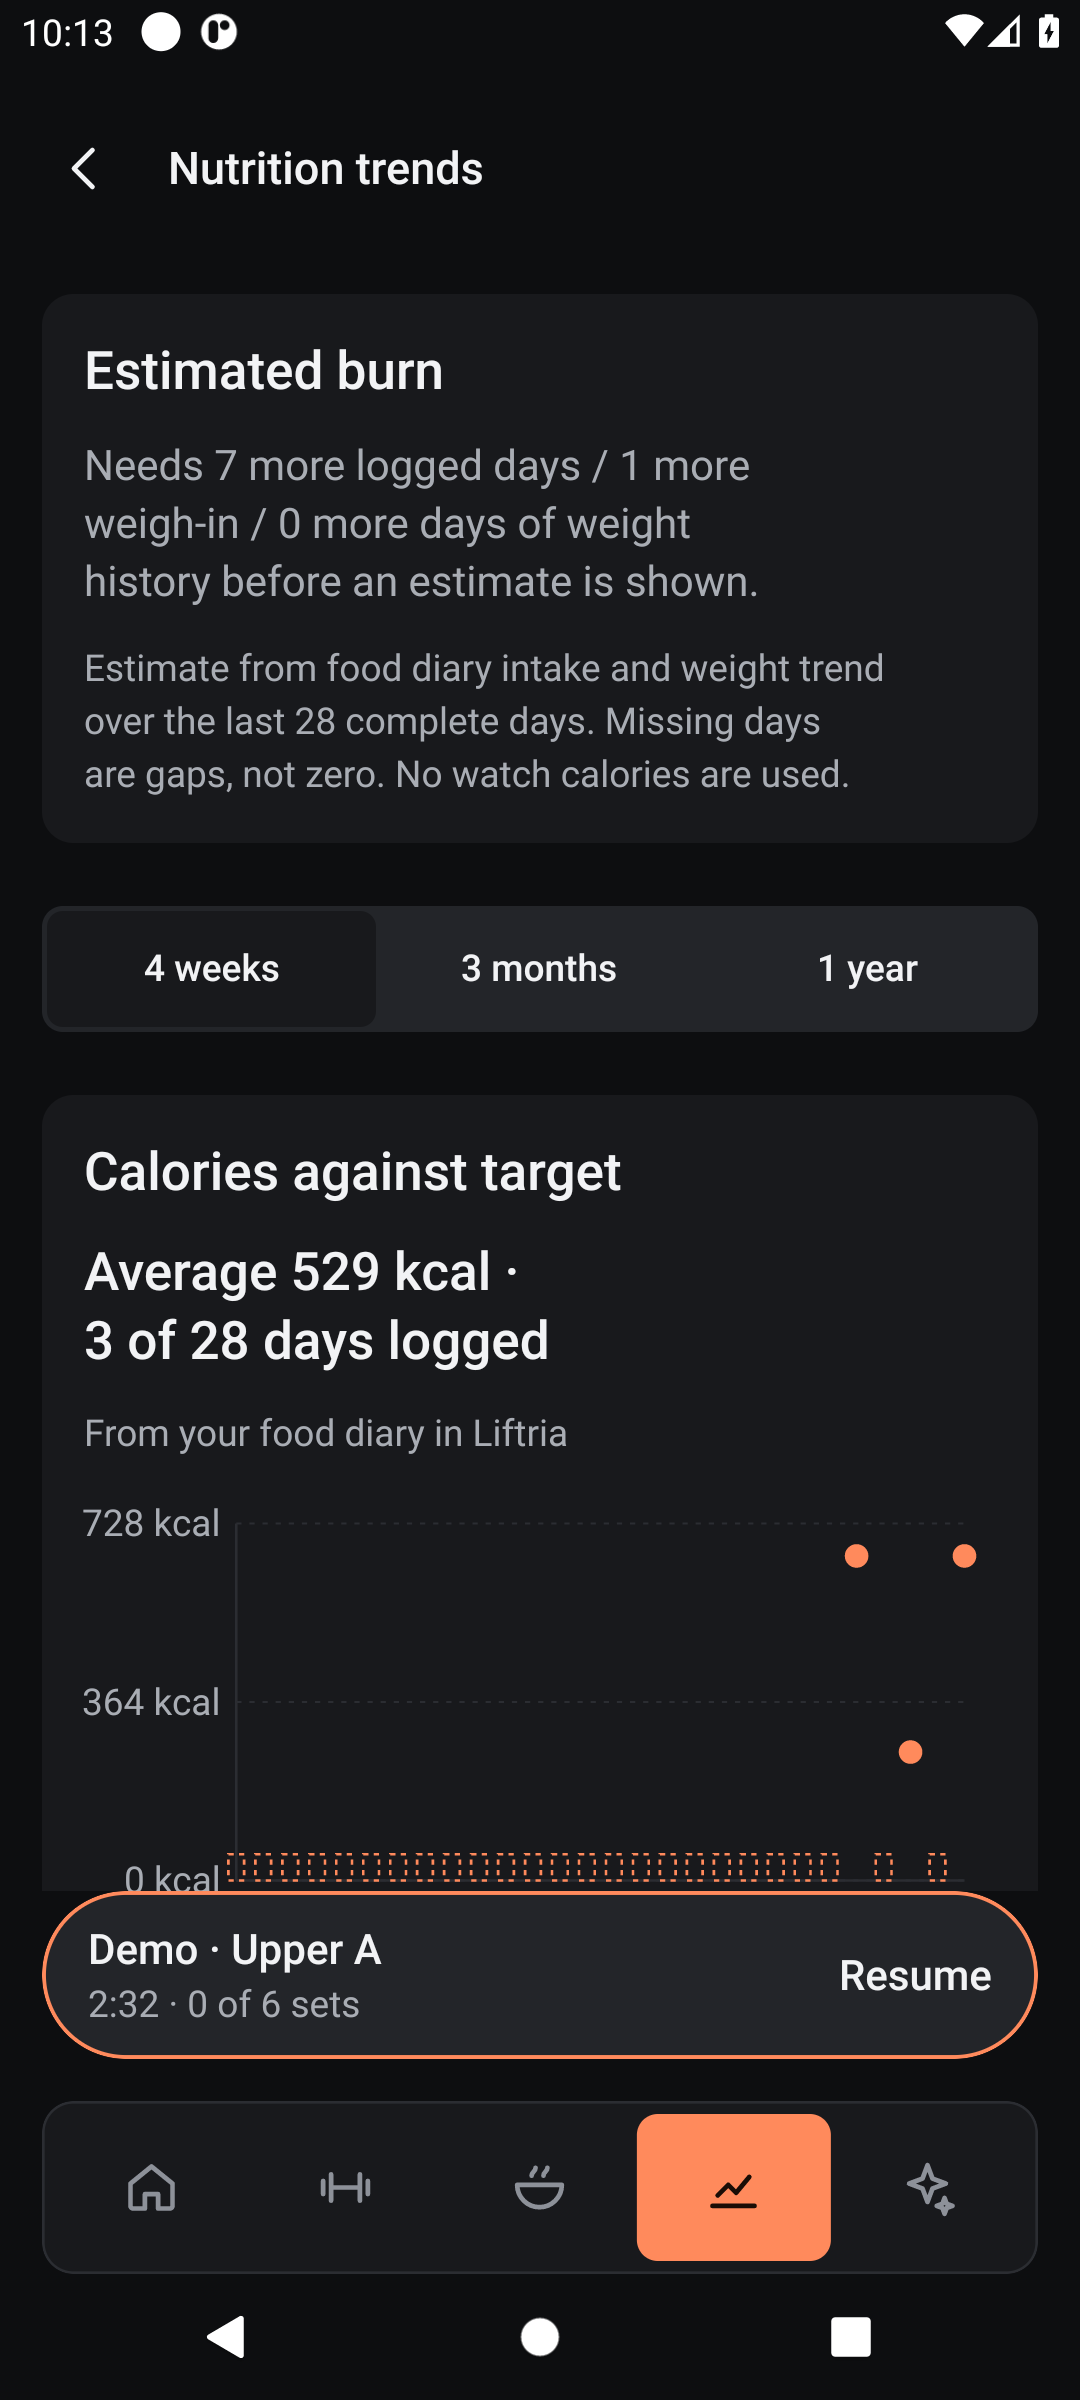 10:13
Nutrition trends
Estimated burn
Needs 7 more logged days / 1 more
weigh-in / 0 more days of weight
history before an estimate is shown.
Estimate from food diary intake and weight trend
over the last 28 complete days. Missing days
are gaps, not zero. No watch calories are used.
4 weeks
3 months
1 year
Calories against target
Average 529 kcal ·
3 of 28 days logged
From your food diary in Liftria
728 kcal
364 kcal
0 kcal
Demo · Upper A
2:32 · 0 of 6 sets
Resume